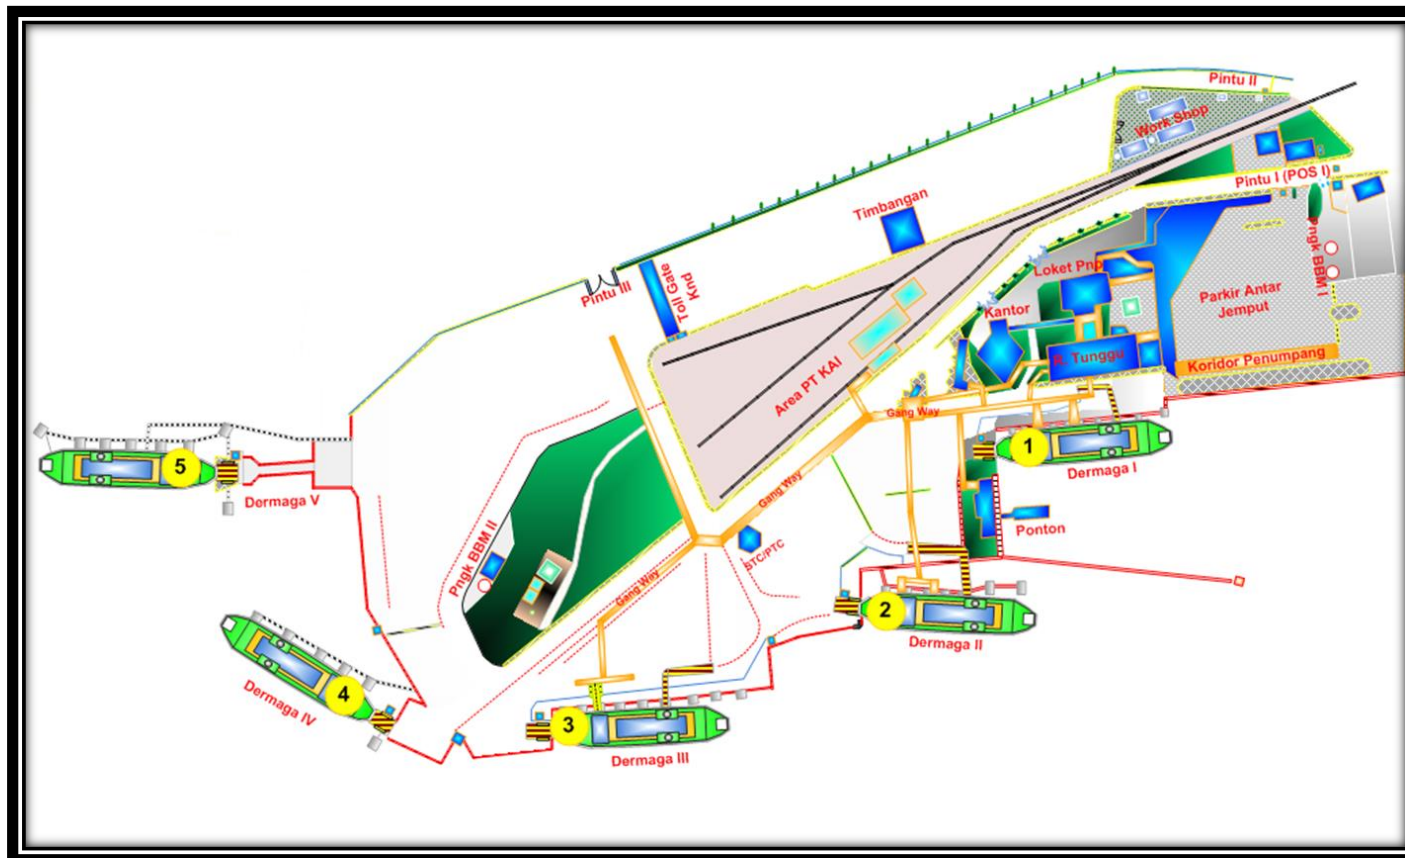 Pintu II
Work Shop
Pintu I (POS I)
Timbangan
Pngk BBM I
Loket Pnp
Pintu III
Toll Gate
Knd
Kantor
Parkir Antar
Jemput
R. Tunggu
Koridor Penumpang
Area PT KAI
Gang Way
1
Dermaga I
5
Dermaga V
Gang Way
Ponton
Pngk BBM II
STC/PTC
Gang Way
2
Dermaga II
4
Dermaga IV
3
Dermaga III